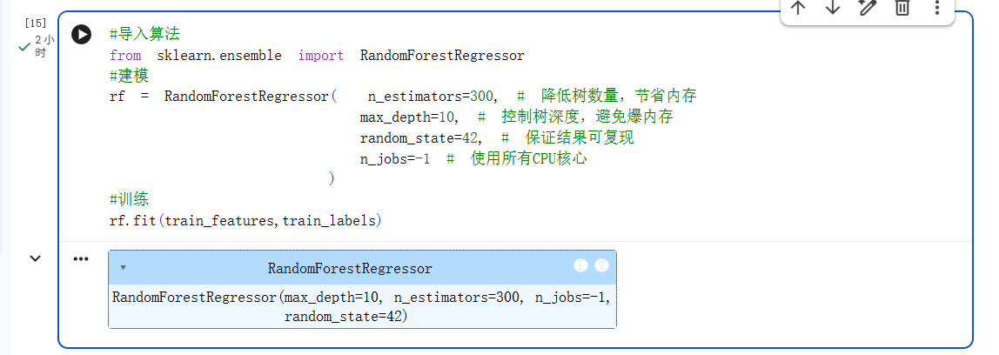 [15]
2 小
时
#导入算法
from sklearn.ensemble import RandomForestRegressor
#建模
rf = RandomForestRegressor( n_estimators=300, # 降低树数量，节省内存
max_depth=10, # 控制树深度，避免爆内存
random_state=42, # 保证结果可复现
n_jobs=-1 # 使用所有CPU核心
)
#训练
rf.fit(train_features,train_labels)
RandomForestRegressor
RandomForestRegressor(max_depth=10, n_estimators=300, n_jobs=-1,
random_state=42)